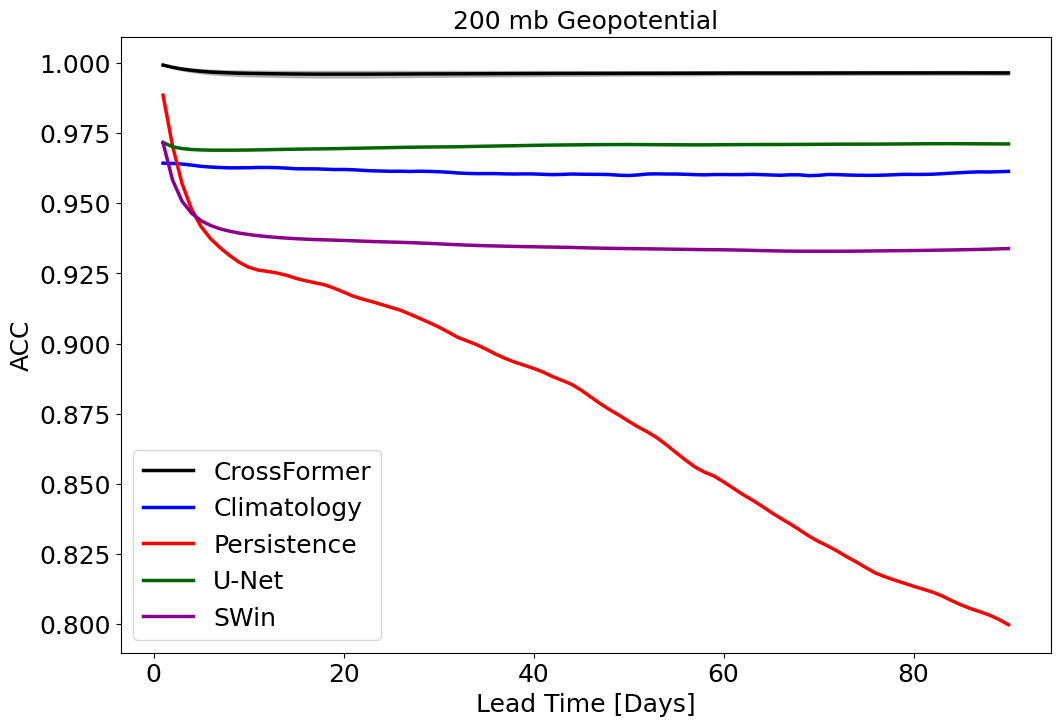 200 mb Geopotential
1.000
0.975
0.950
0.925
0.900
0.875
0.850
0.825
0.800
ACC
CrossFormer
Climatology
Persistence
U-Net
SWin
0 20 40 60 80
Lead Time [Days]